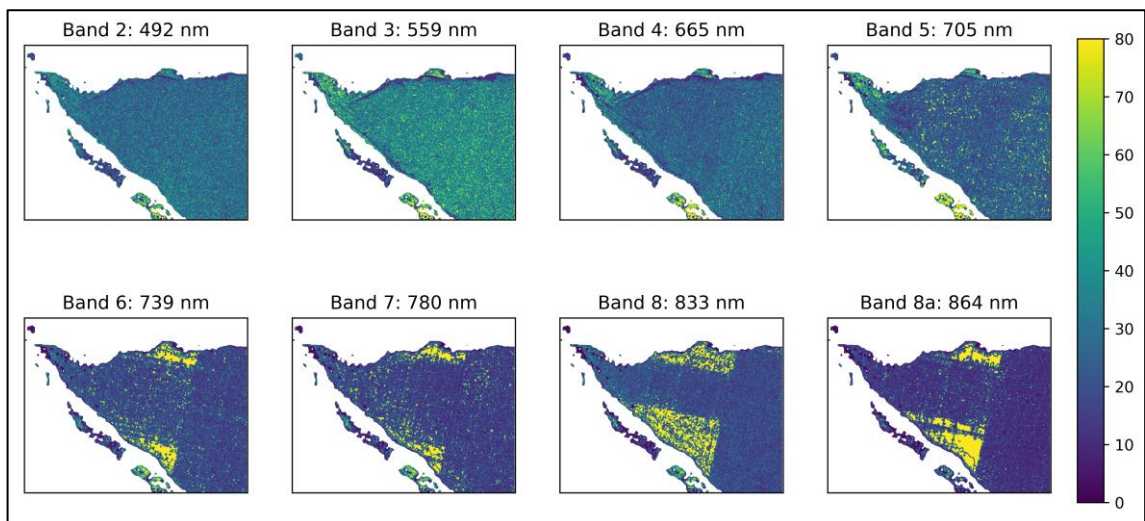 Band 2: 492 nm
Band 3: 559 nm
Band 4: 665 nm
Band 5: 705 nm
80
70
60
50
40
30
20
10
0
Band 6: 739 nm
Band 7: 780 nm
Band 8: 833 nm
Band 8a: 864 nm